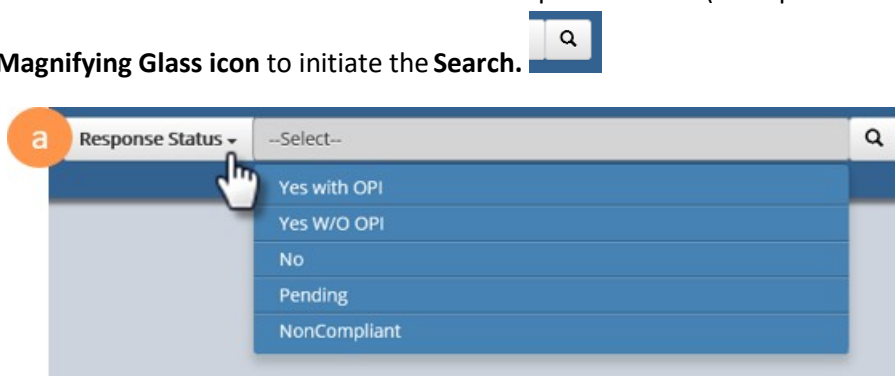 Magnifying Glass icon to initiate the Search.
a Response Status --Select--
Yes with OPI
Yes W/O OPI
No
Pending
NonCompliant